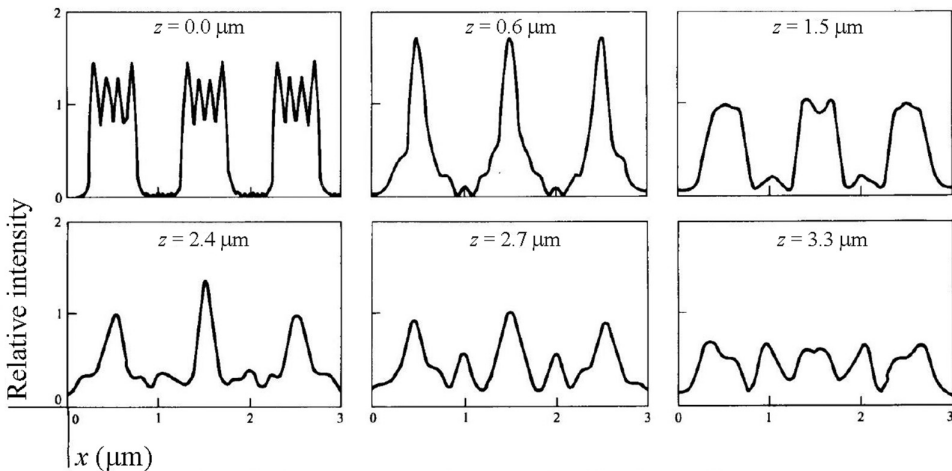 z = 0.0 μm
z = 0.6 μm
z = 1.5 μm
2
1
0
z = 2.4 μm
z = 2.7 μm
z = 3.3 μm
2
1
0
0 1 2 3
0 1 2 3
0 1 2 3
Relative intensity
x (μm)